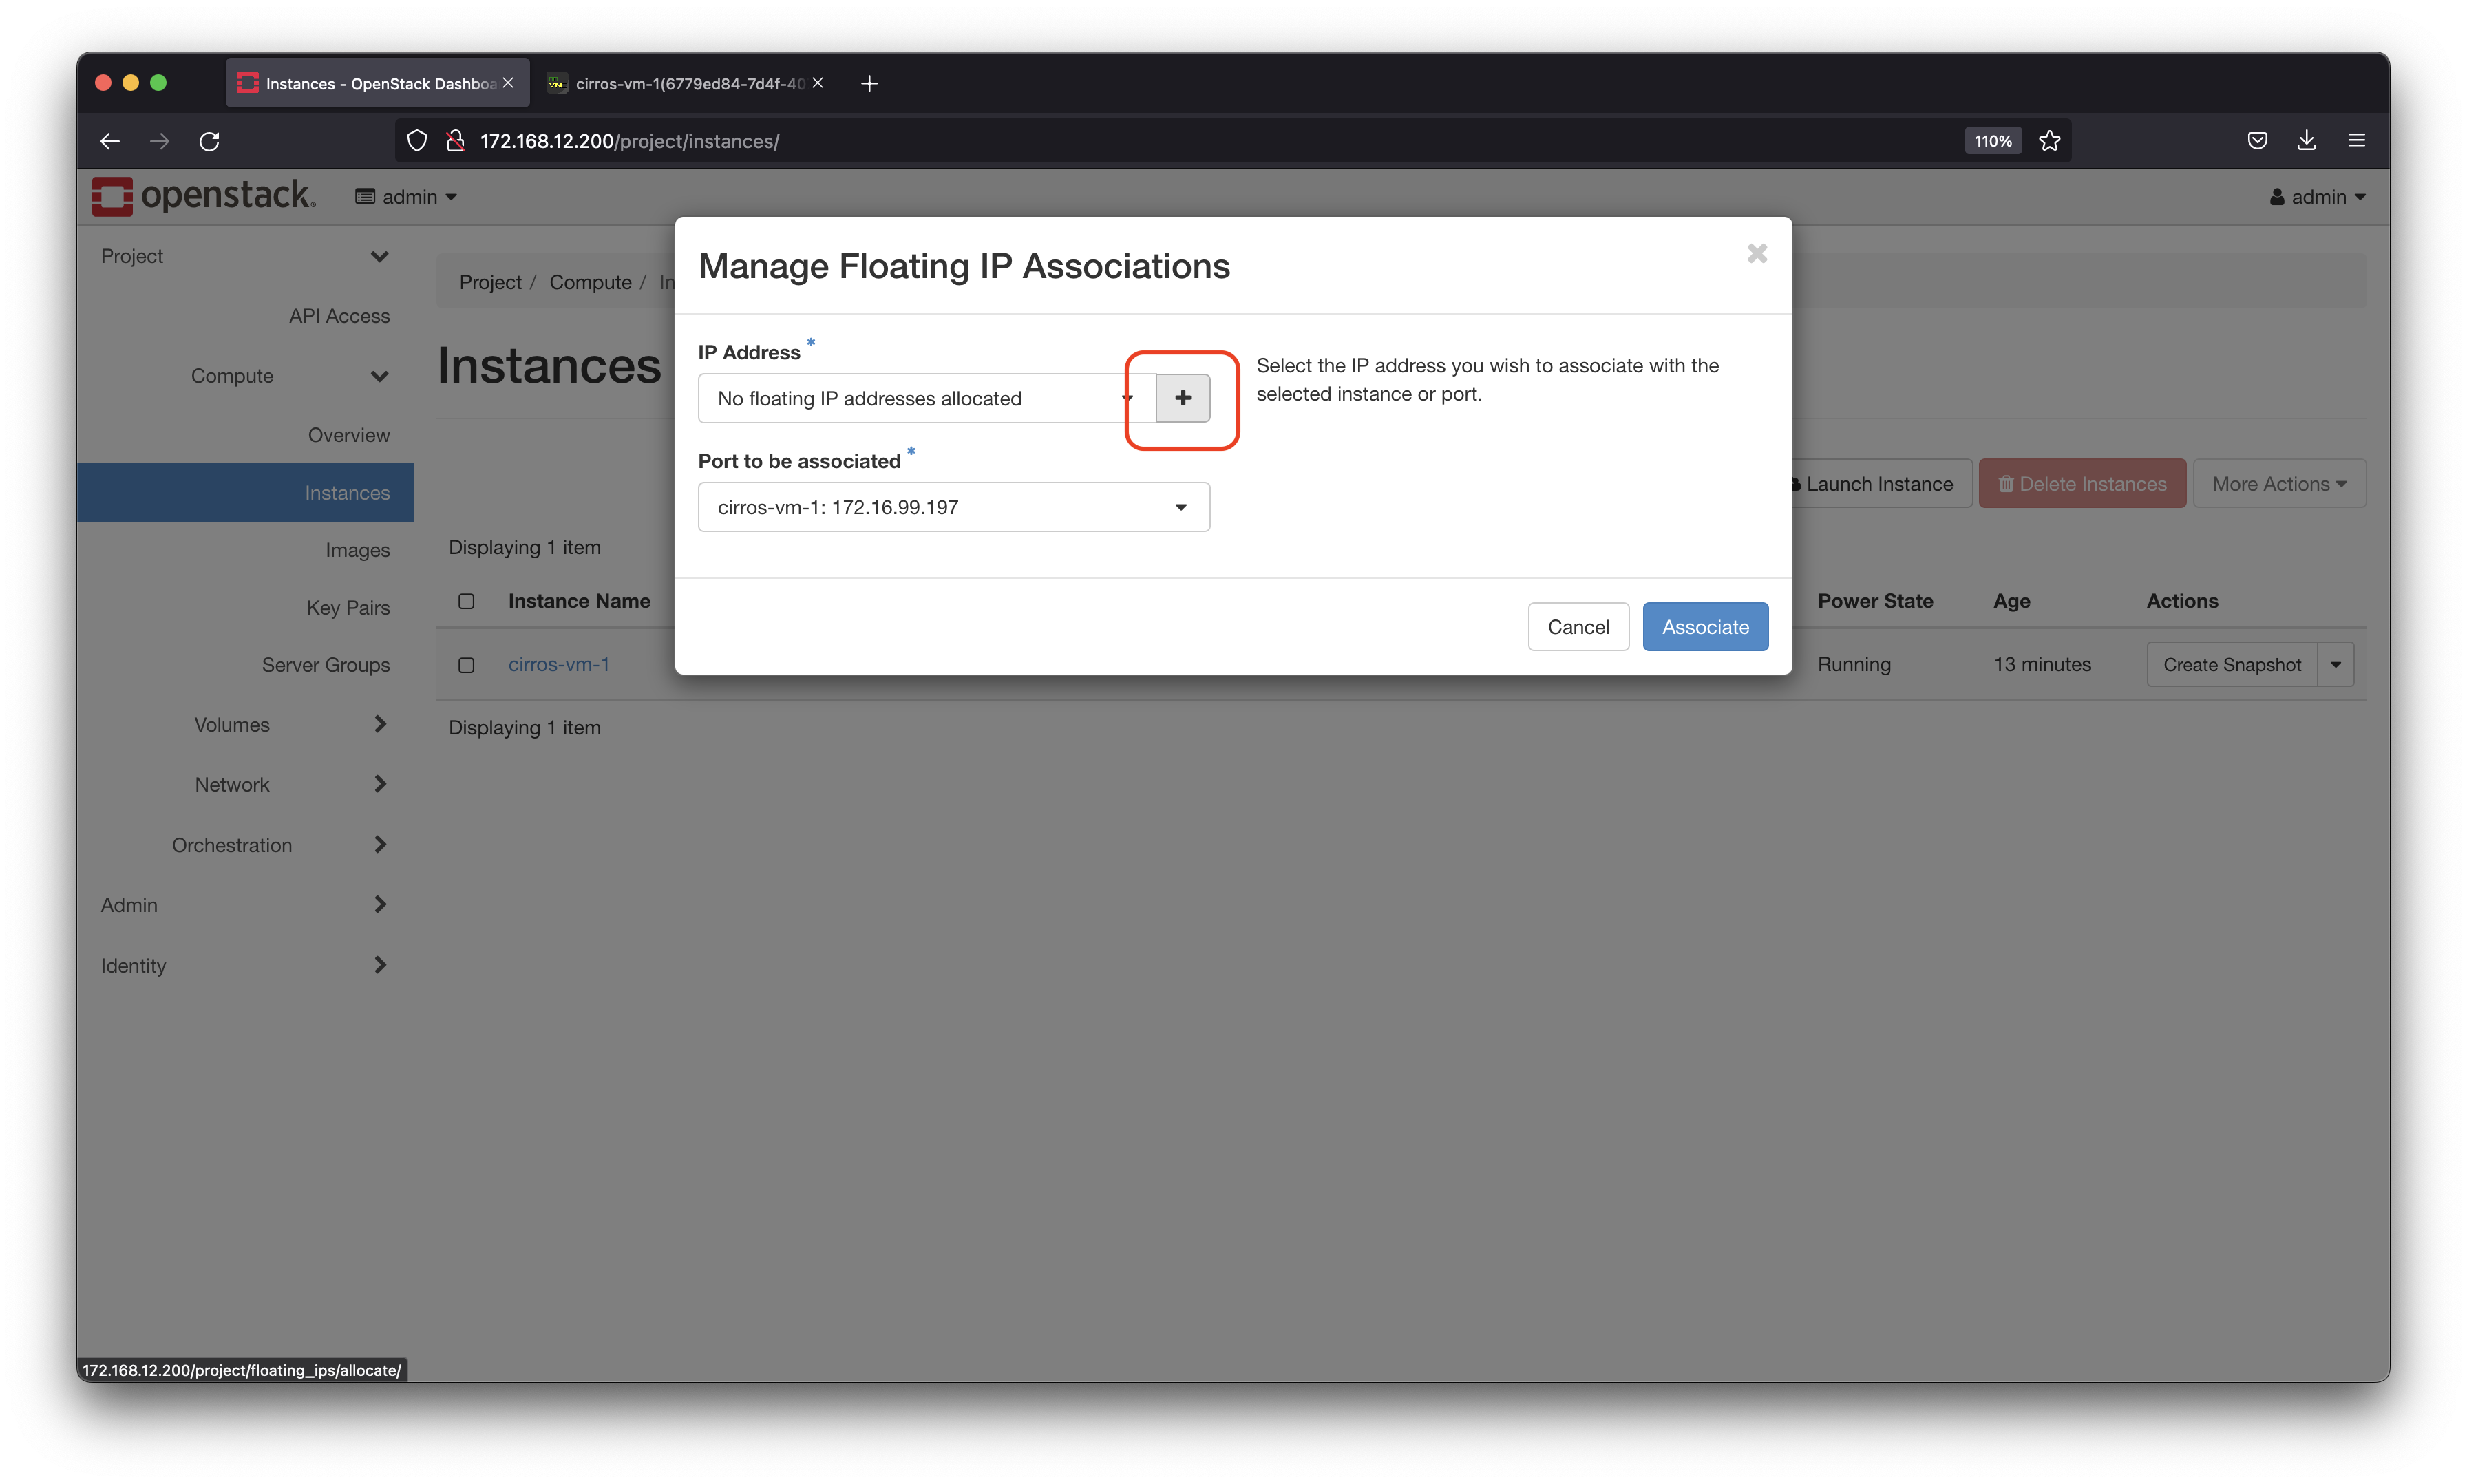 Instances - OpenStack Dashboa
cirros-vm-1(6779ed84-7d4f-40
172.168.12.200/project/instances/
110%
openstack.
admin
admin
Project
API Access
Compute
Overview
Instances
Images
Key Pairs
Server Groups
Volumes
Network
Orchestration
Admin
Identity
Project / Compute / In
Instances
Launch Instance
Delete Instances
More Actions
Displaying 1 item
Instance Name
Power State
Age
Actions
cirros-vm-1
Running
13 minutes
Create Snapshot
Displaying 1 item
Manage Floating IP Associations
IP Address *
No floating IP addresses allocated
Select the IP address you wish to associate with the
selected instance or port.
Port to be associated *
cirros-vm-1: 172.16.99.197
Cancel
Associate
172.168.12.200/project/floating_ips/allocate/